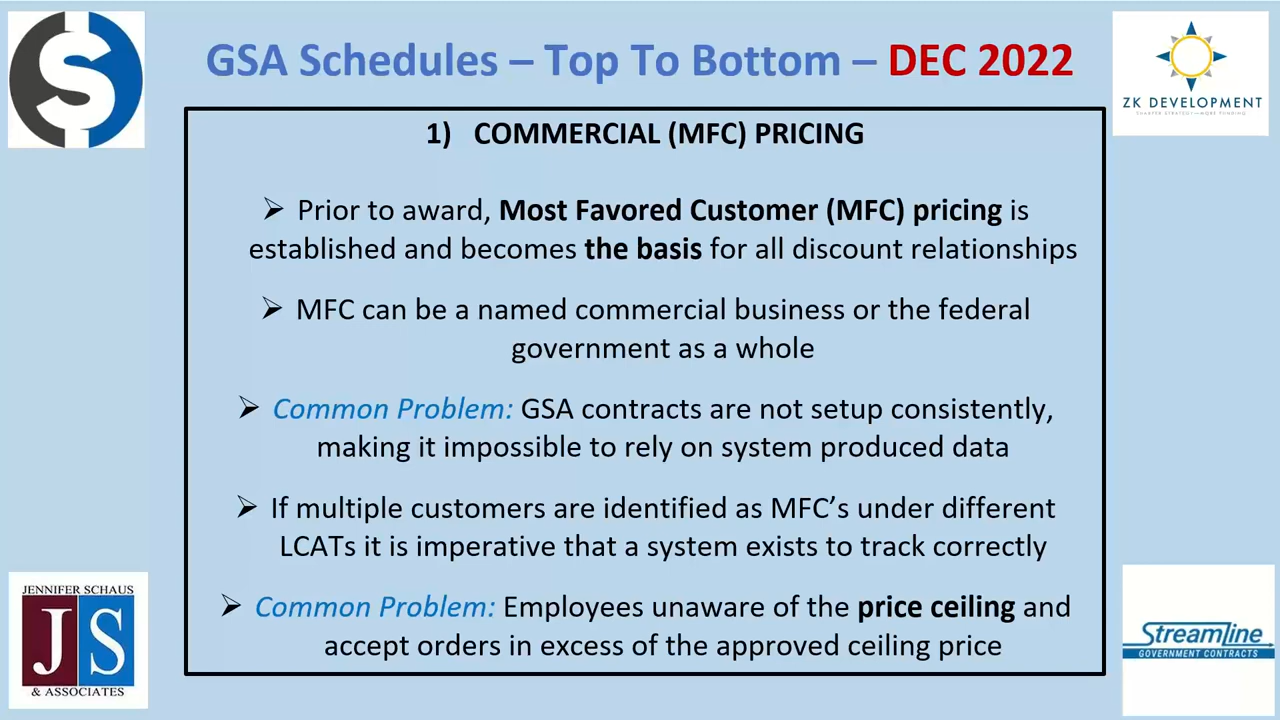 GSA Schedules – Top To Bottom – DEC 2022
ZK DEVELOPMENT
1) COMMERCIAL (MFC) PRICING
➢ Prior to award, Most Favored Customer (MFC) pricing is
established and becomes the basis for all discount relationships
➢ MFC can be a named commercial business or the federal
government as a whole
➢ Common Problem: GSA contracts are not setup consistently,
making it impossible to rely on system produced data
➢ If multiple customers are identified as MFC’s under different
LCATs it is imperative that a system exists to track correctly
➢ Common Problem: Employees unaware of the price ceiling and
accept orders in excess of the approved ceiling price
JENNIFER SCHAUS
JS
& ASSOCIATES
Streamline
GOVERNMENT CONTRACTS